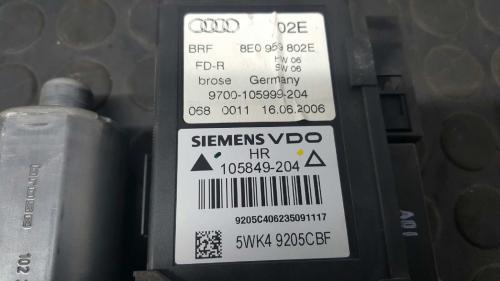 02E
BRF 8E0 959 802E
FD-R HW 06
SW 06
brose Germany
9700-105999-204
068 0011 16.06.2006
SIEMENS VDO
HR
105849-204
9205C406235091117
5WK4 9205CBF
102